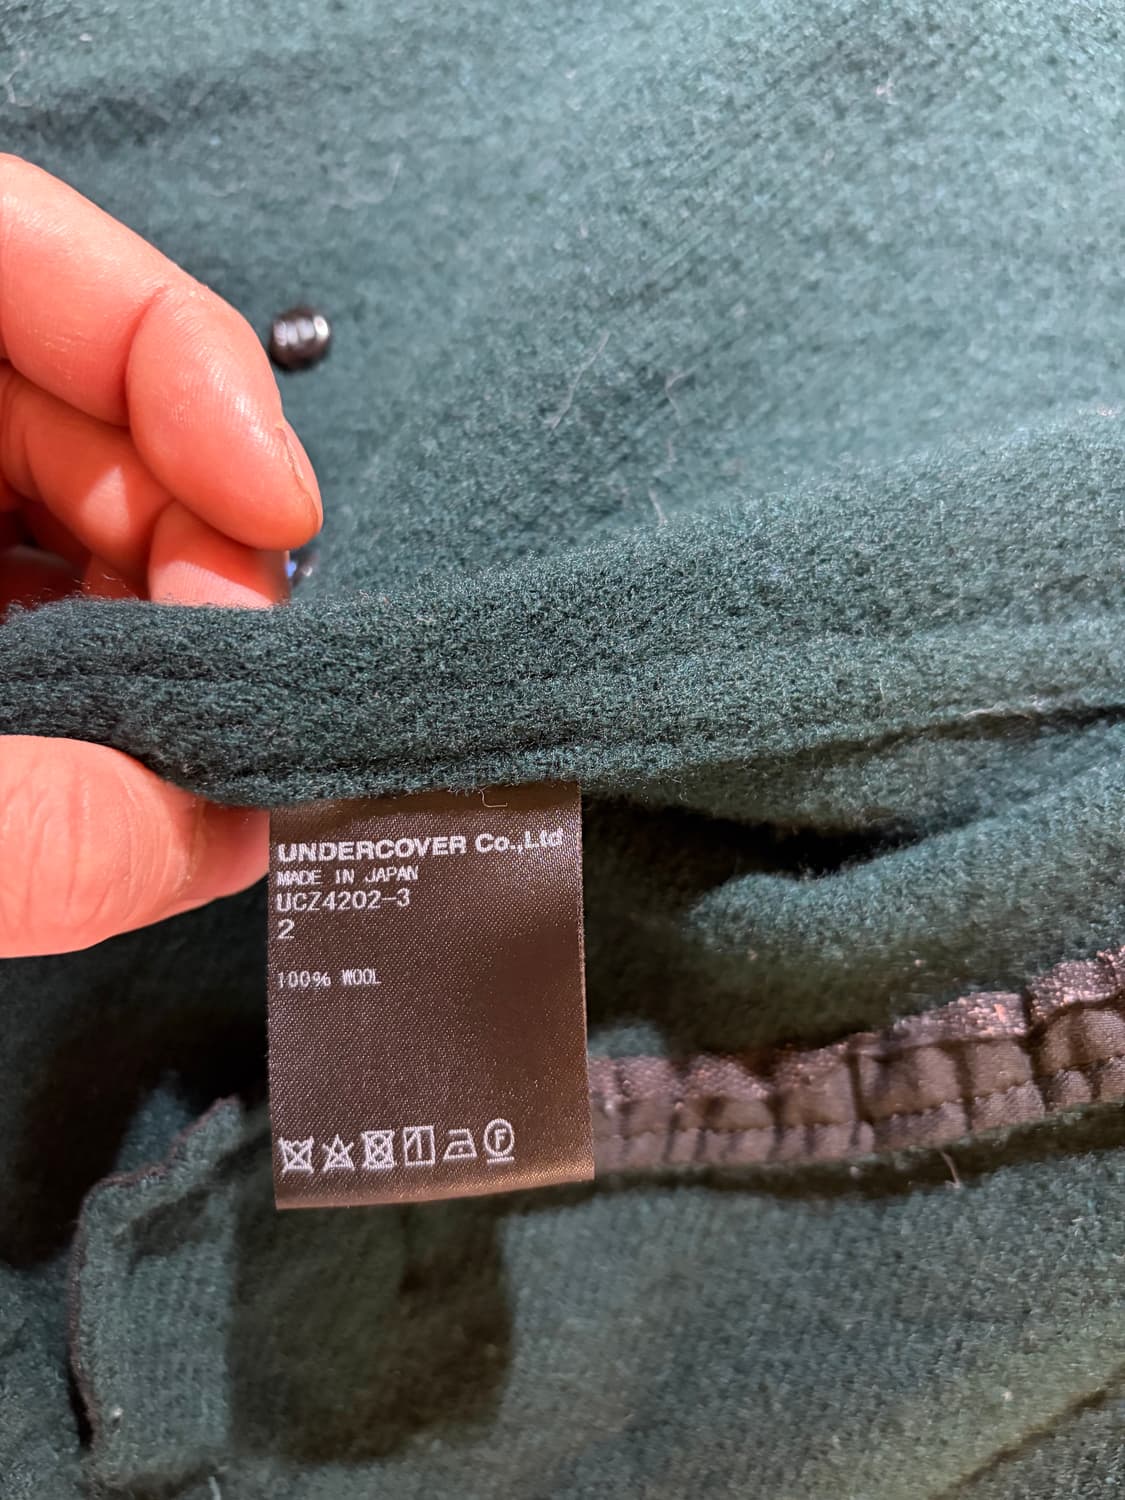 UNDERCOVER Co.,Ltd
MADE IN JAPAN
UCZ4202-3
2
100% WOOL
F